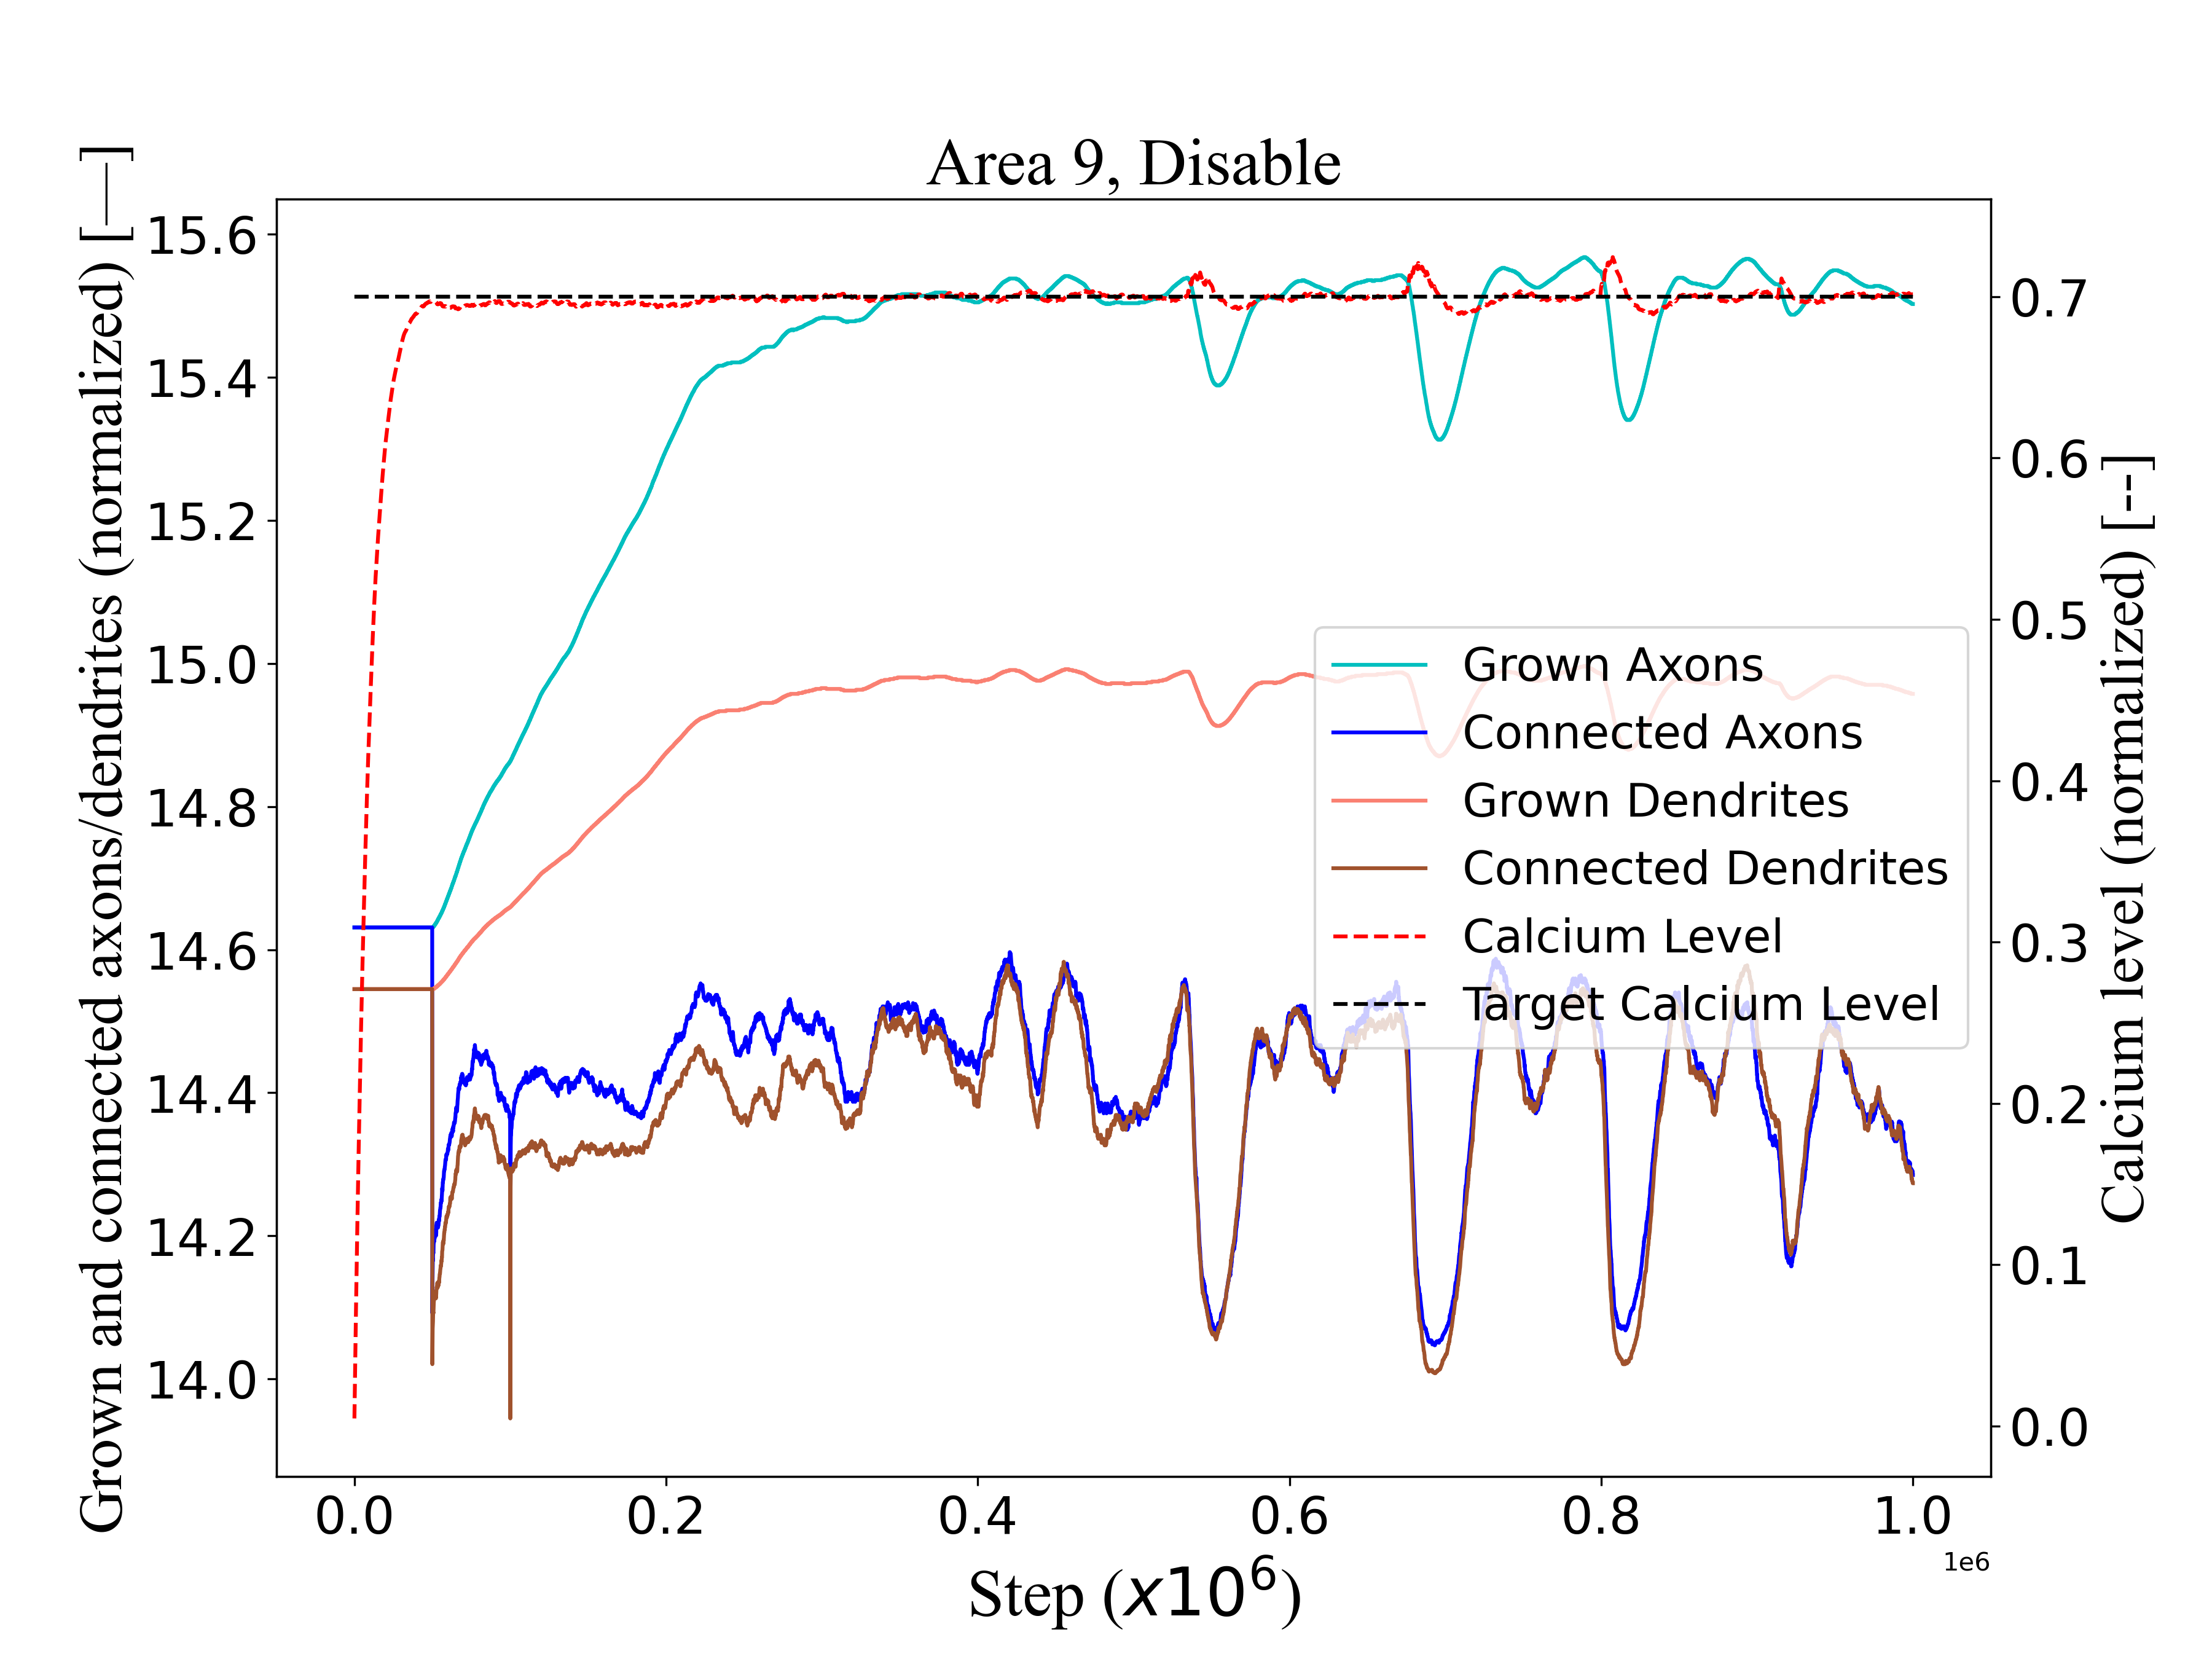 Area 9, Disable
Grown and connected axons/dendrites (normalized) [—]
15.6
15.4
15.2
15.0
14.8
14.6
14.4
14.2
14.0
0.7
0.6
0.5
0.4
0.3
0.2
0.1
0.0
Calcium level (normalized) [--]
Grown Axons
Connected Axons
Grown Dendrites
Connected Dendrites
Calcium Level
Target Calcium Level
0.0 0.2 0.4 0.6 0.8 1.0
1e6
Step (x10⁶)